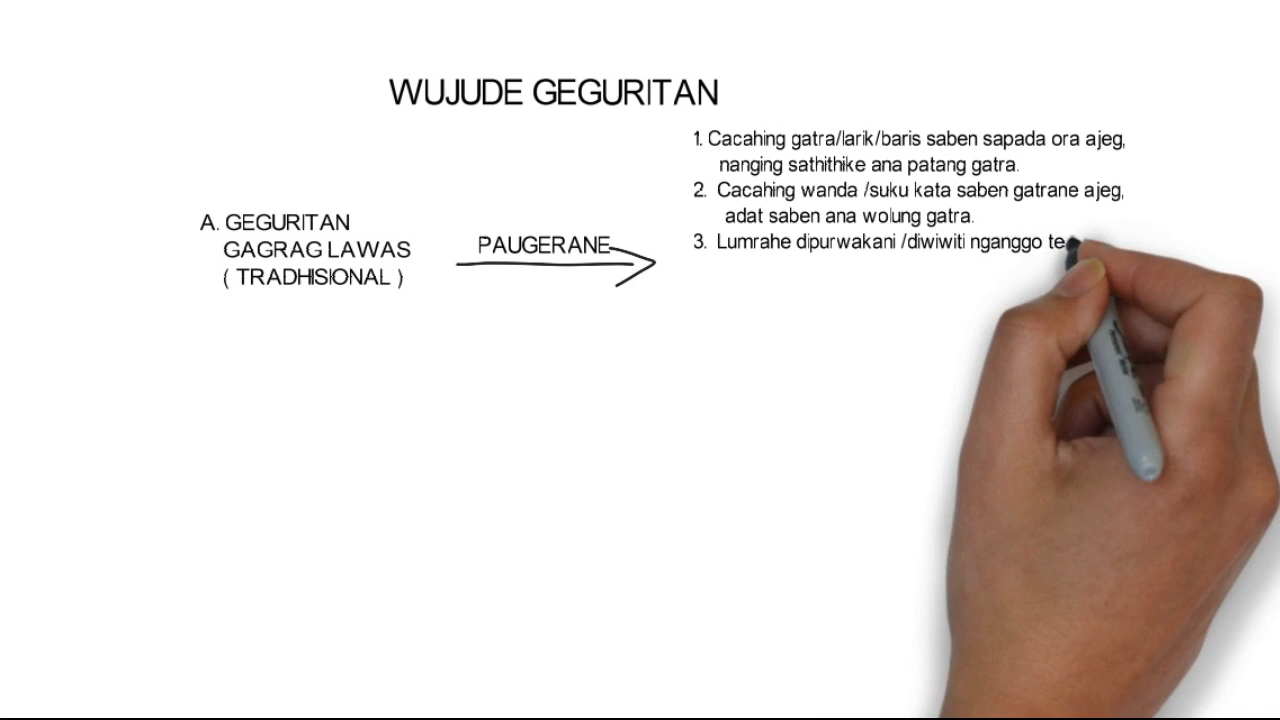 WUJUDE GEGURITAN
A. GEGURITAN
GAGRAG LAWAS
( TRADHISIONAL )
PAUGERANE
1. Cacahing gatra/larik/baris saben sapada ora ajeg,
nanging sathithike ana patang gatra.
2. Cacahing wanda /suku kata saben gatrane ajeg,
adat saben ana wolung gatra.
3. Lumrahe dipurwakani /diwiwiti nganggo te